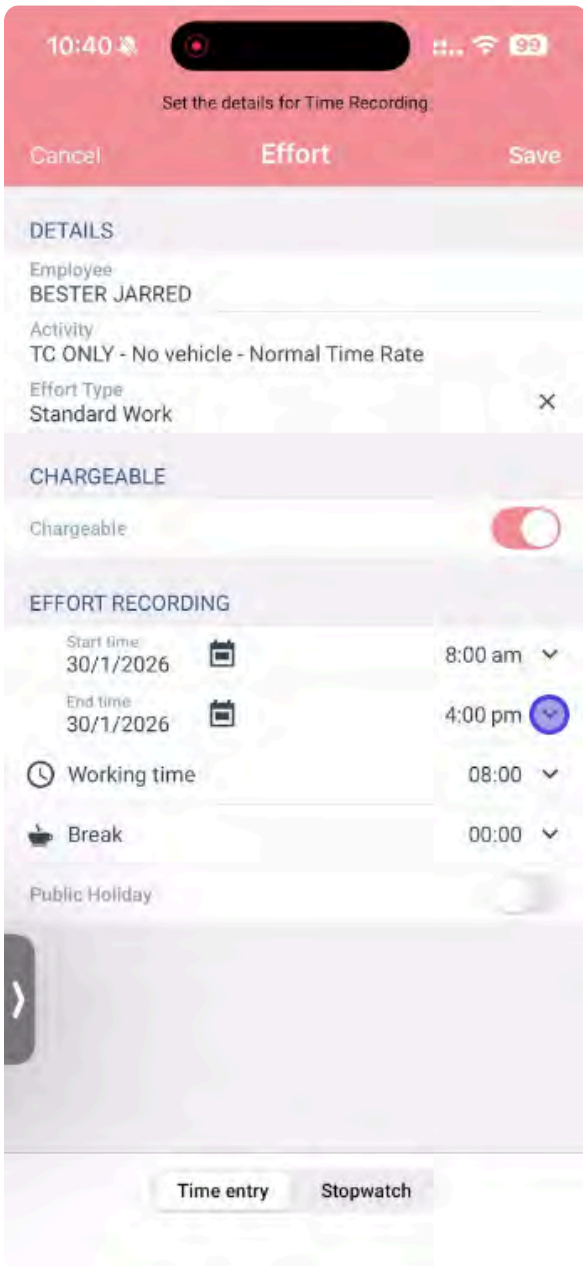 10:40
99
Set the details for Time Recording
Cancel Effort Save
DETAILS
Employee
BESTER JARRED
Activity
TC ONLY - No vehicle - Normal Time Rate
Effort Type
Standard Work
CHARGEABLE
Chargeable
EFFORT RECORDING
Start time
30/1/2026 8:00 am
End time
30/1/2026 4:00 pm
Working time 08:00
Break 00:00
Public Holiday
Time entry Stopwatch